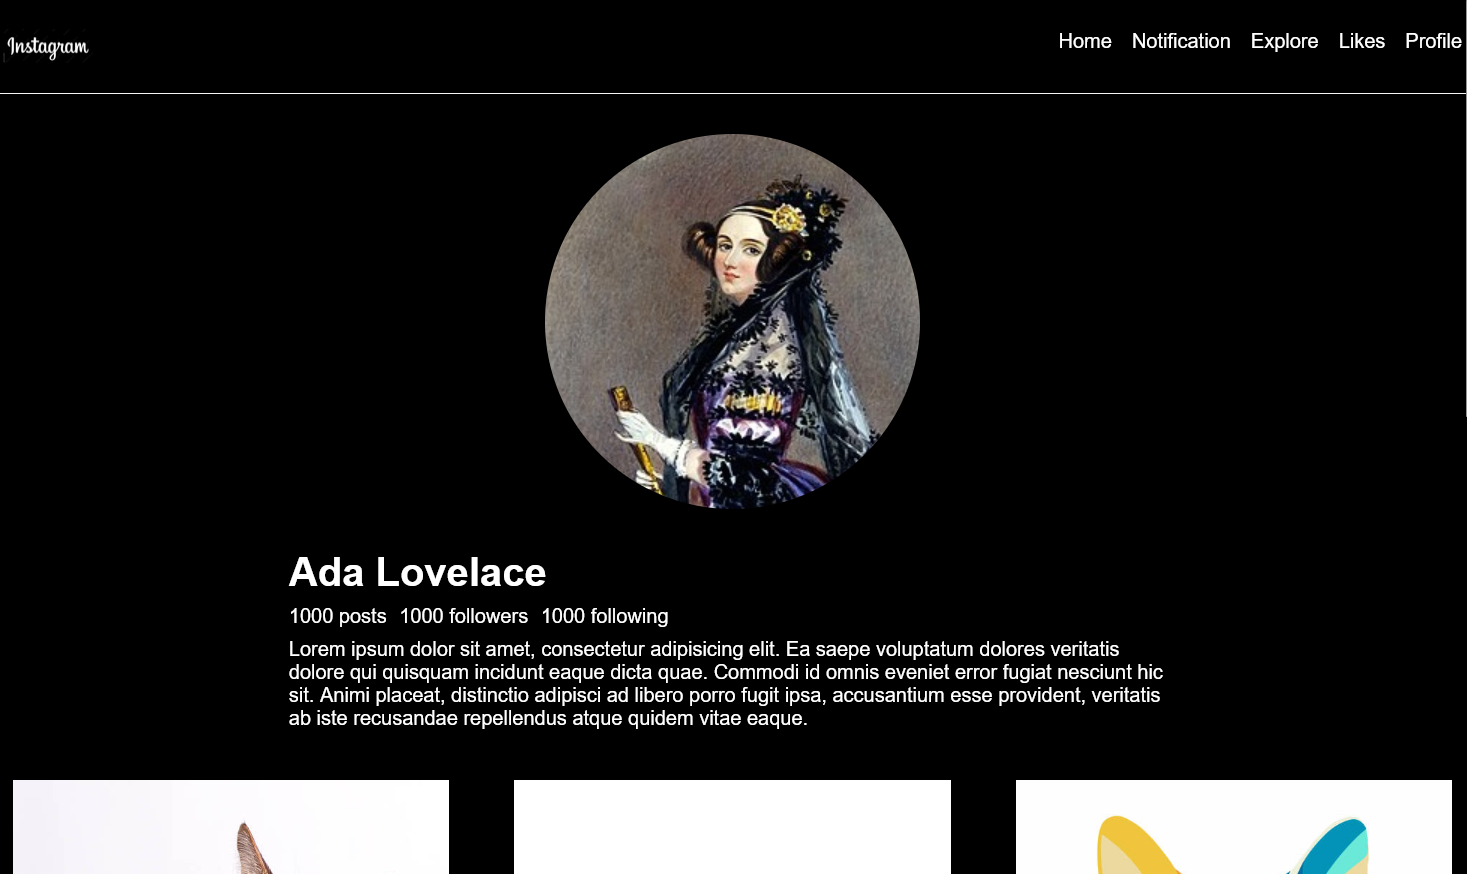 Instagram
Home Notification Explore Likes Profile
Ada Lovelace
1000 posts 1000 followers 1000 following
Lorem ipsum dolor sit amet, consectetur adipisicing elit. Ea saepe voluptatum dolores veritatis
dolore qui quisquam incidunt eaque dicta quae. Commodi id omnis eveniet error fugiat nesciunt hic
sit. Animi placeat, distinctio adipisci ad libero porro fugit ipsa, accusantium esse provident, veritatis
ab iste recusandae repellendus atque quidem vitae eaque.